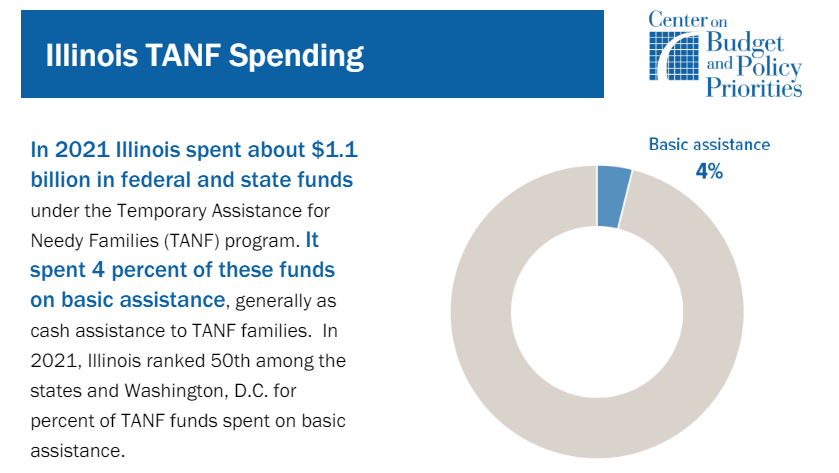 Illinois TANF Spending
Center on
Budget
and Policy
Priorities
In 2021 Illinois spent about $1.1
billion in federal and state funds
under the Temporary Assistance for
Needy Families (TANF) program. It
spent 4 percent of these funds
on basic assistance, generally as
cash assistance to TANF families.  In
2021, Illinois ranked 50th among the
states and Washington, D.C. for
percent of TANF funds spent on basic
assistance.
Basic assistance
4%